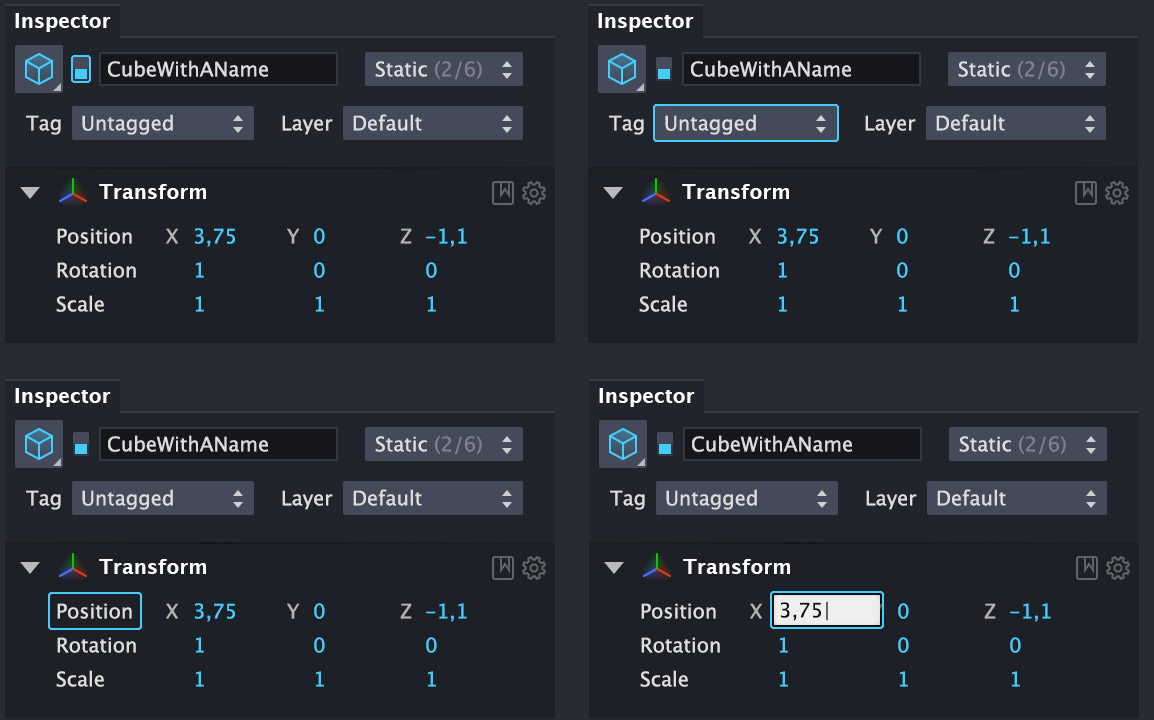 Inspector
CubeWithAName Static (2/6)
Tag Untagged Layer Default
Transform
Position X 3,75 Y 0 Z -1,1
Rotation 1 0 0
Scale 1 1 1
Inspector
CubeWithAName Static (2/6)
Tag Untagged Layer Default
Transform
Position X 3,75 Y 0 Z -1,1
Rotation 1 0 0
Scale 1 1 1
Inspector
CubeWithAName Static (2/6)
Tag Untagged Layer Default
Transform
Position X 3,75 Y 0 Z -1,1
Rotation 1 0 0
Scale 1 1 1
Inspector
CubeWithAName Static (2/6)
Tag Untagged Layer Default
Transform
Position X 3,75 0 Z -1,1
Rotation 1 0 0
Scale 1 1 1